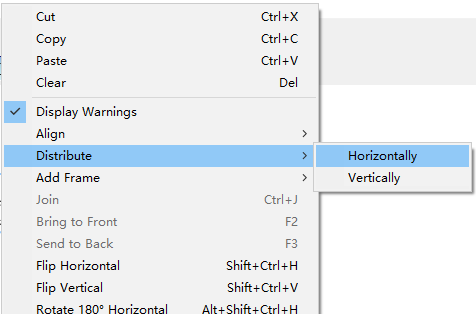 Cut Ctrl+X
Copy Ctrl+C
Paste Ctrl+V
Clear Del
Display Warnings
Align
Distribute
Horizontally
Add Frame
Vertically
Join Ctrl+J
Bring to Front F2
Send to Back F3
Flip Horizontal Shift+Ctrl+H
Flip Vertical Shift+Ctrl+V
Rotate 180° Horizontal Alt+Shift+Ctrl+H